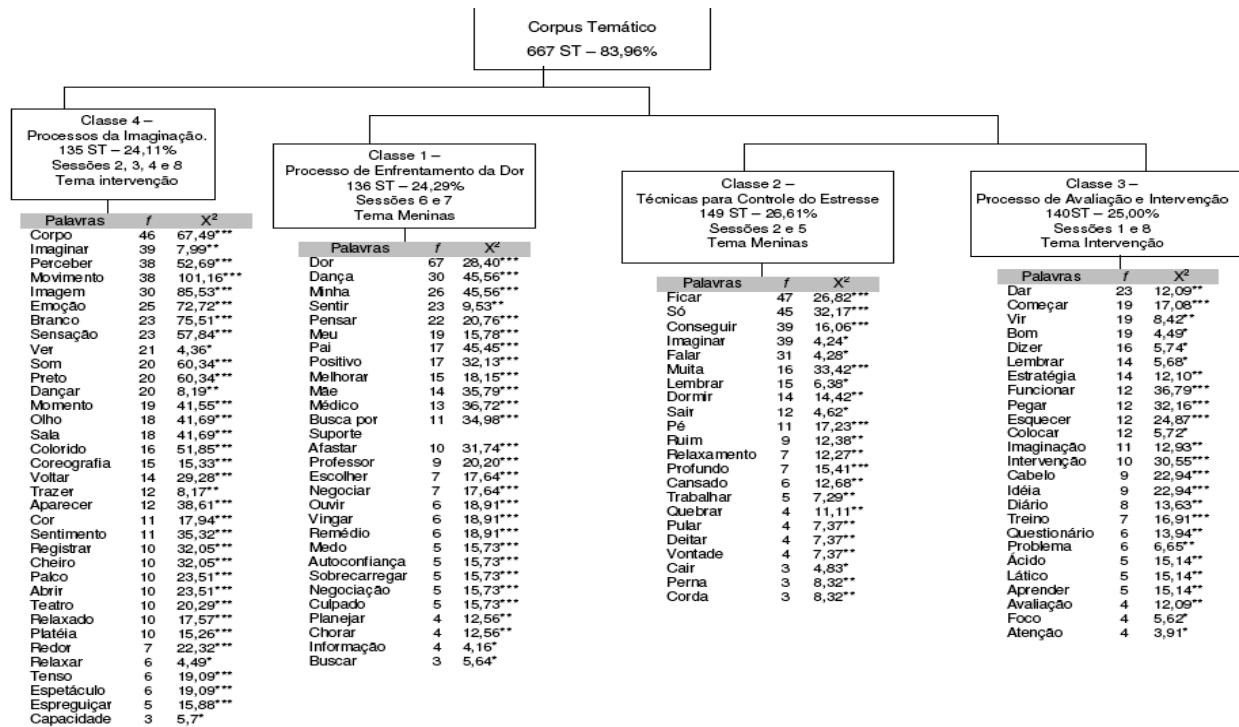 Corpus Temático
667 ST – 83,96%
Classe 4 –
Processos da Imaginação.
135 ST – 24,11%
Sessões 2, 3, 4 e 8
Tema intervenção
Palavras f X²
Corpo 46 67,49***
Imaginar 39 7,99**
Perceber 38 52,69***
Movimento 38 101,16***
Imagem 30 85,53***
Emoção 25 72,72***
Branco 23 75,51***
Sensação 23 57,84***
Ver 21 4,36*
Som 20 60,34***
Preto 20 60,34***
Dançar 20 8,19**
Momento 19 41,55***
Olho 18 41,69***
Sala 18 41,69***
Colorido 16 51,85***
Coreografia 15 15,33***
Voltar 14 29,28***
Trazer 12 8,17**
Aparecer 12 38,61***
Cor 11 17,94***
Sentimento 11 35,32***
Registrar 10 32,05***
Cheiro 10 32,05***
Palco 10 23,51***
Abrir 10 23,51***
Teatro 10 20,29***
Relaxado 10 17,57***
Platéia 10 15,26***
Redor 7 22,32***
Relaxar 6 4,49*
Tenso 6 19,09***
Espetáculo 6 19,09***
Espreguiçar 5 15,88***
Capacidade 3 5,7*
Classe 1 –
Processo de Enfrentamento da Dor
136 ST – 24,29%
Sessões 6 e 7
Tema Meninas
Palavras f X²
Dor 67 28,40***
Dança 30 45,56***
Minha 26 45,56***
Sentir 23 9,53**
Pensar 22 20,76***
Meu 19 15,78***
Pai 17 45,45***
Positivo 17 32,13***
Melhorar 15 18,15***
Mãe 14 35,79***
Médico 13 36,72***
Busca por 11 34,98***
Suporte
Afastar 10 31,74***
Professor 9 20,20***
Escolher 7 17,64***
Negociar 7 17,64***
Ouvir 6 18,91***
Vingar 6 18,91***
Remédio 6 18,91***
Medo 5 15,73***
Autoconfiança 5 15,73***
Sobrecarregar 5 15,73***
Negociação 5 15,73***
Culpado 5 15,73***
Planejar 4 12,56**
Chorar 4 12,56**
Informação 4 4,16*
Buscar 3 5,64*
Classe 2 –
Técnicas para Controle do Estresse
149 ST – 26,61%
Sessões 2 e 5
Tema Meninas
Palavras f X²
Ficar 47 26,82***
Só 45 32,17***
Conseguir 39 16,06***
Imaginar 39 4,24*
Falar 31 4,28*
Muita 16 33,42***
Lembrar 15 6,38*
Dormir 14 14,42**
Sair 12 4,62*
Pé 11 17,23***
Ruim 9 12,38**
Relaxamento 7 12,27**
Profundo 7 15,41***
Cansado 6 12,68**
Trabalhar 5 7,29**
Quebrar 4 11,11**
Pular 4 7,37**
Deitar 4 7,37**
Vontade 4 7,37**
Cair 3 4,83*
Perna 3 8,32**
Corda 3 8,32**
Classe 3 –
Processo de Avaliação e Intervenção
140ST – 25,00%
Sessões 1 e 8
Tema Intervenção
Palavras f X²
Dar 23 12,09**
Começar 19 17,08***
Vir 19 8,42**
Bom 19 4,49*
Dizer 16 5,74*
Lembrar 14 5,68*
Estratégia 14 12,10**
Funcionar 12 36,79***
Pegar 12 32,16***
Esquecer 12 24,87***
Colocar 12 5,72*
Imaginação 11 12,93**
Intervenção 10 30,55***
Cabelo 9 22,94***
Idéia 9 22,94***
Diário 8 13,63**
Treino 7 16,91***
Questionário 6 13,94**
Problema 6 6,65**
Ácido 5 15,14**
Lático 5 15,14**
Aprender 5 15,14**
Avaliação 4 12,09**
Foco 4 5,62*
Atenção 4 3,91*